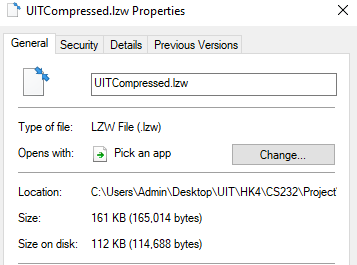 UITCompressed.lzw Properties
General Security Details Previous Versions
UITCompressed.lzw
Type of file: LZW File (.lzw)
Opens with: Pick an app Change...
Location: C:\Users\Admin\Desktop\UIT\HK4\CS232\Project\
Size: 161 KB (165,014 bytes)
Size on disk: 112 KB (114,688 bytes)